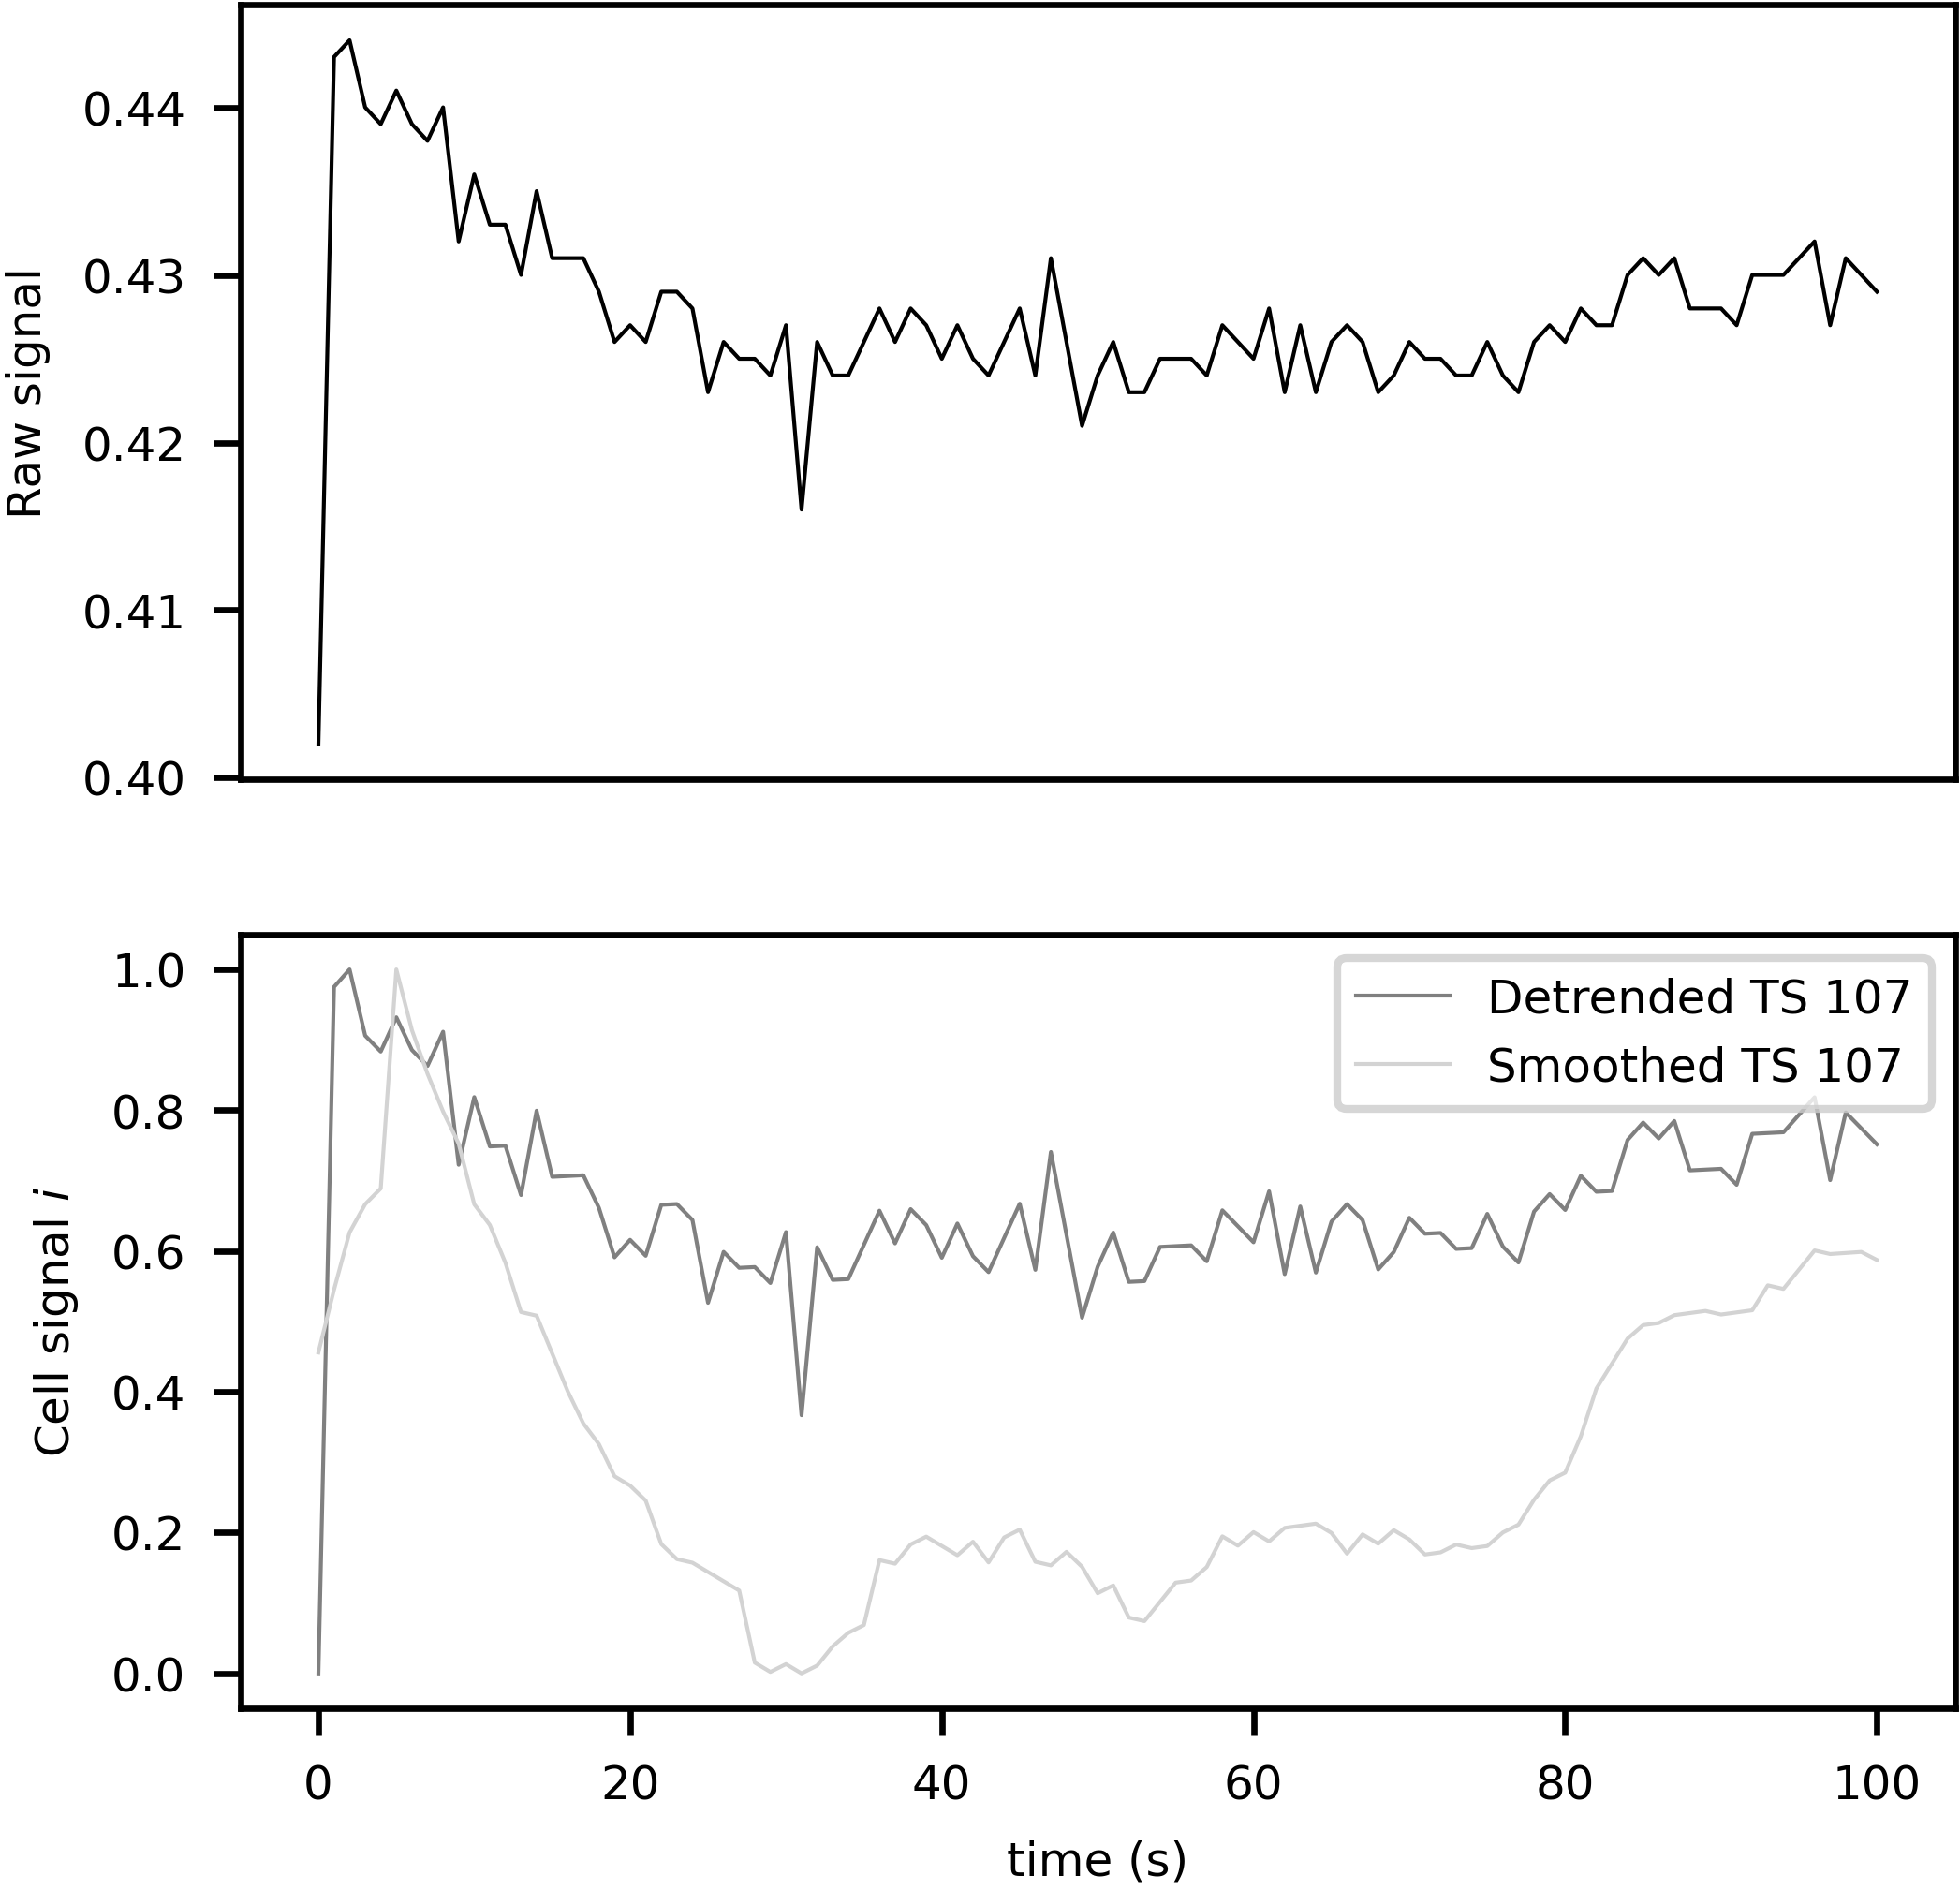 Raw signal
0.44
0.43
0.42
0.41
0.40
Cell signal i
1.0
0.8
0.6
0.4
0.2
0.0
Detrended TS 107
Smoothed TS 107
0 20 40 60 80 100
time (s)